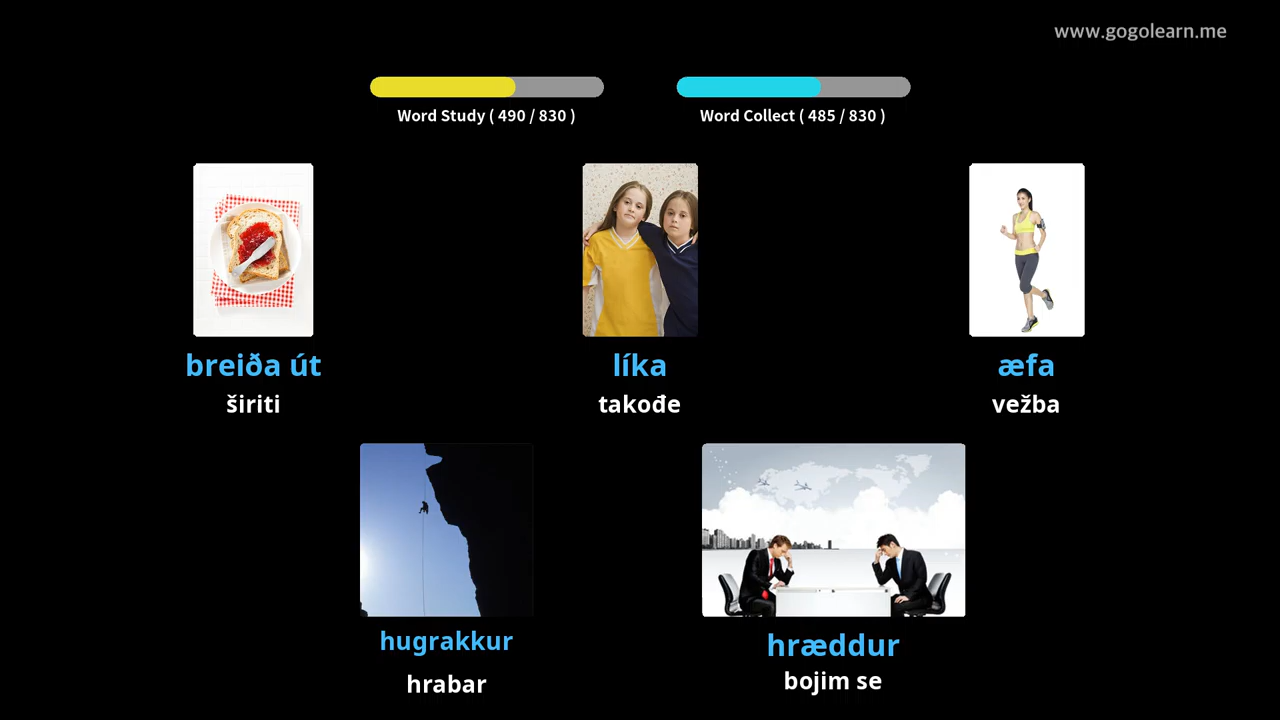 www.gogolearn.me
Word Study ( 490 / 830 )
Word Collect ( 485 / 830 )
breiða út
širiti
líka
takođe
æfa
vežba
hugrakkur
hrabar
hræddur
bojim se